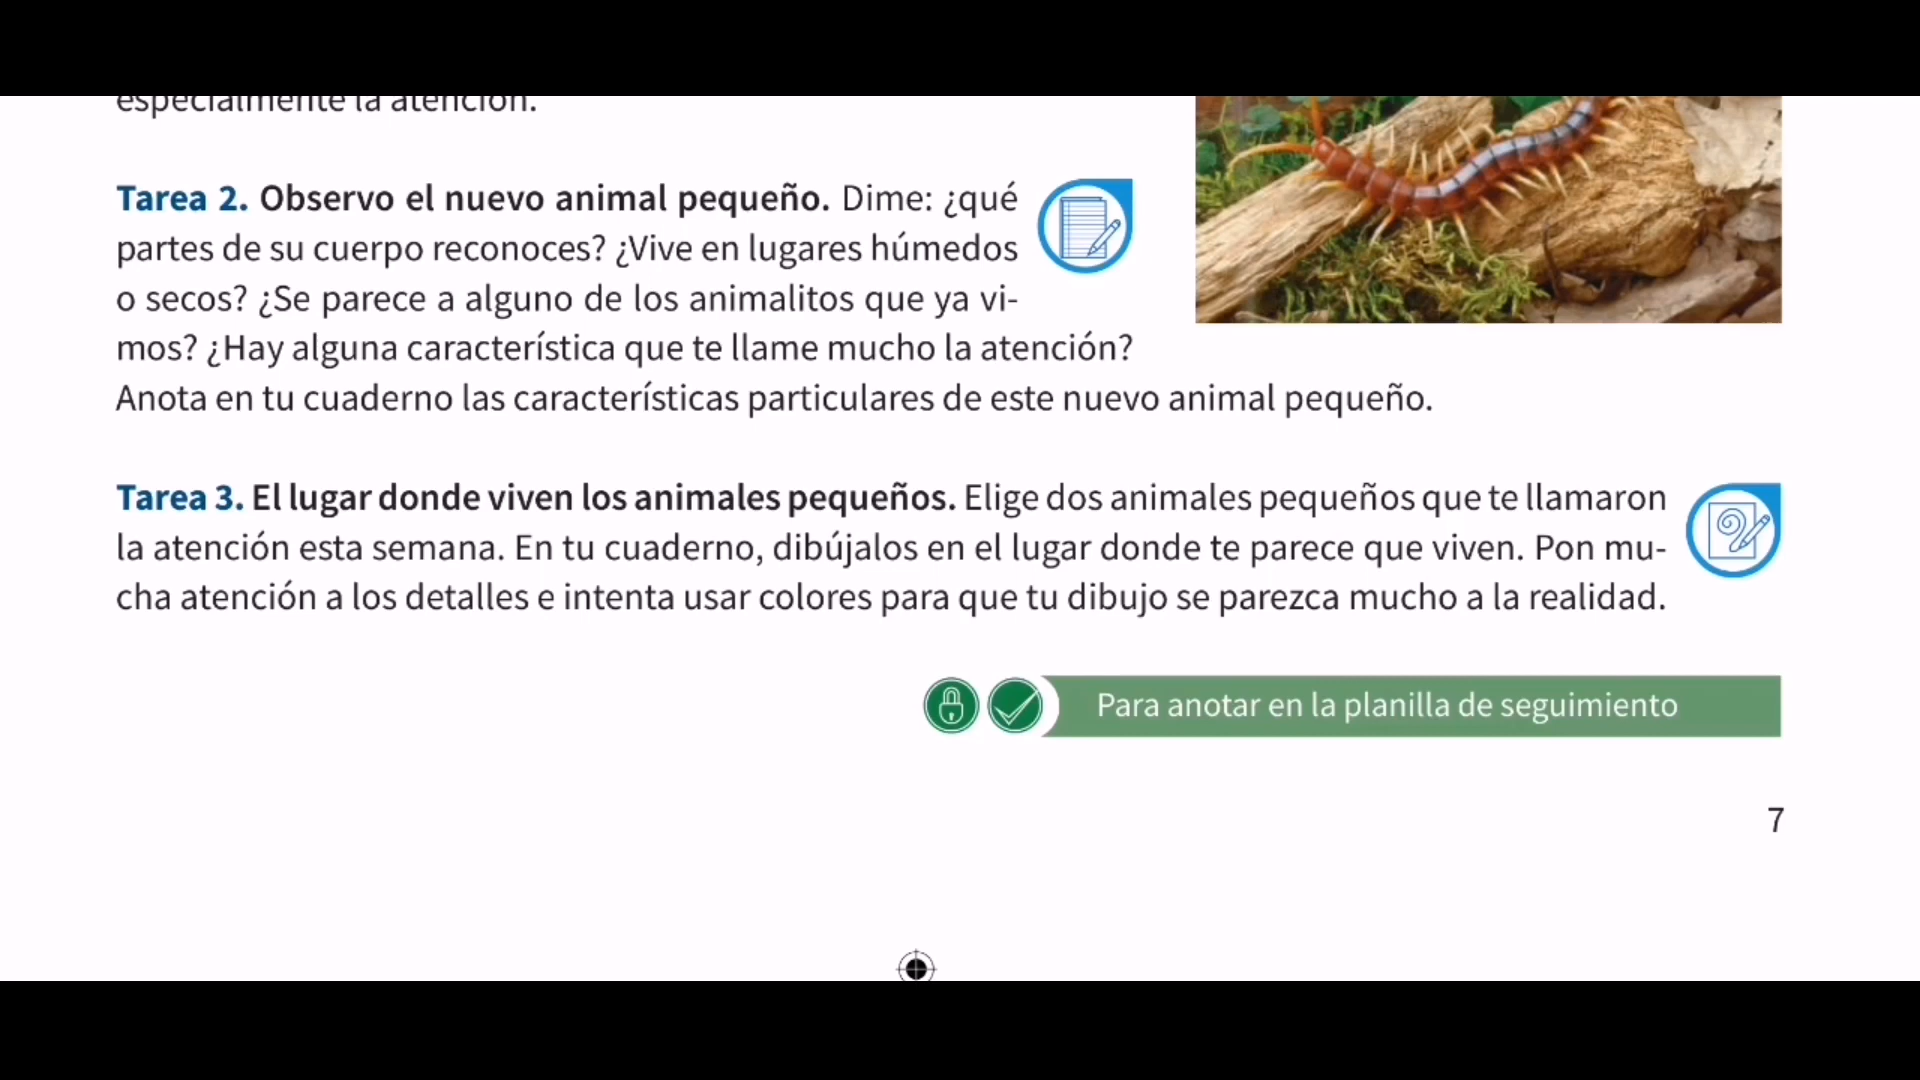 especialmente la atención.
Tarea 2. Observo el nuevo animal pequeño. Dime: ¿qué
partes de su cuerpo reconoces? ¿Vive en lugares húmedos
o secos? ¿Se parece a alguno de los animalitos que ya vi-
mos? ¿Hay alguna característica que te llame mucho la atención?
Anota en tu cuaderno las características particulares de este nuevo animal pequeño.
Tarea 3. El lugar donde viven los animales pequeños. Elige dos animales pequeños que te llamaron
la atención esta semana. En tu cuaderno, dibújalos en el lugar donde te parece que viven. Pon mu-
cha atención a los detalles e intenta usar colores para que tu dibujo se parezca mucho a la realidad.
Para anotar en la planilla de seguimiento
7